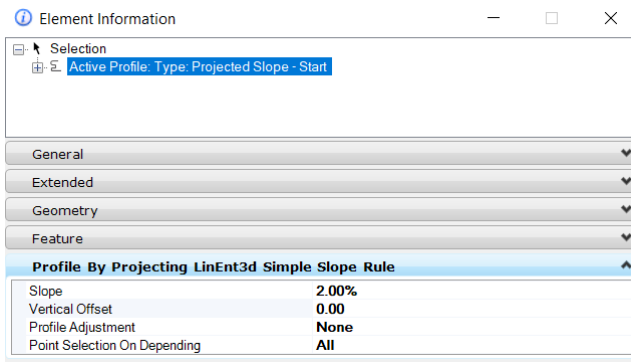 Element Information
Selection
Active Profile: Type: Projected Slope - Start
General
Extended
Geometry
Feature
Profile By Projecting LinEnt3d Simple Slope Rule
Slope 2.00%
Vertical Offset 0.00
Profile Adjustment None
Point Selection On Depending All